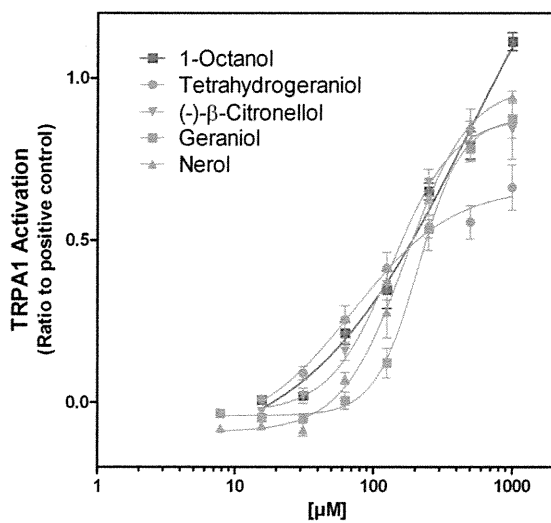 1-Octanol
Tetrahydrogeraniol
(-)-β-Citronellol
Geraniol
Nerol
TRPA1 Activation
(Ratio to positive control)
1.0
0.5
0.0
1 10 100 1000
[µM]